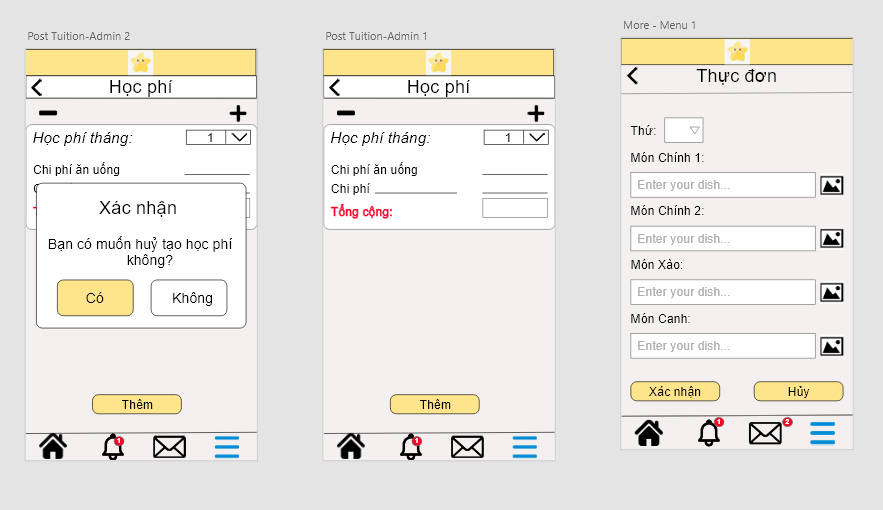 Post Tuition-Admin 2
Học phí
Học phí tháng:
1
Chi phí ăn uống
Xác nhận
Bạn có muốn huỷ tạo học phí
không?
Có
Không
Thêm
1
Post Tuition-Admin 1
Học phí
Học phí tháng:
1
Chi phí ăn uống
Chi phí
Tổng cộng:
Thêm
1
More - Menu 1
Thực đơn
Thứ:
Món Chính 1:
Enter your dish...
Món Chính 2:
Enter your dish...
Món Xào:
Enter your dish...
Món Canh:
Enter your dish...
Xác nhận
Hủy
1
2